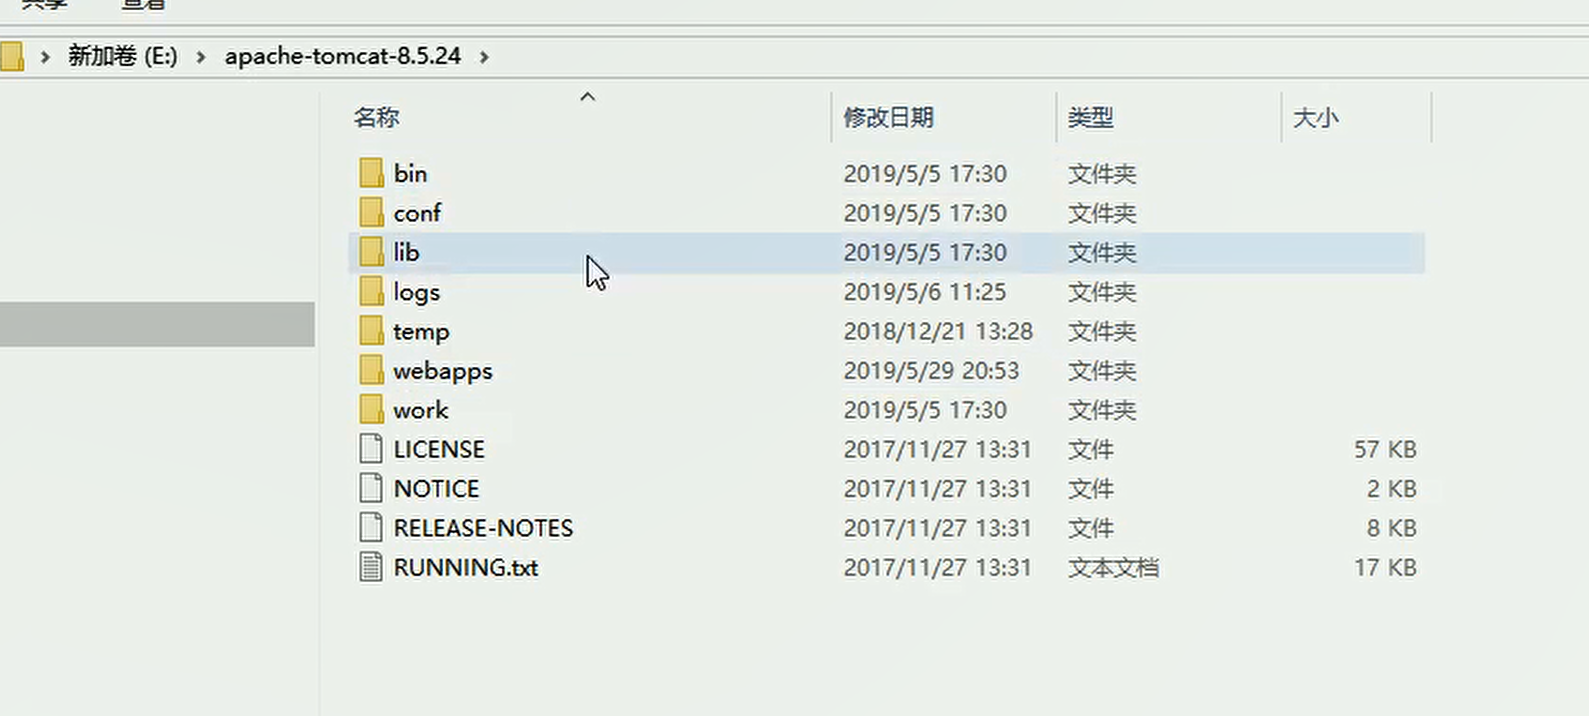 共享 查看
新加卷 (E:) > apache-tomcat-8.5.24 >
名称 修改日期 类型 大小
bin 2019/5/5 17:30 文件夹
conf 2019/5/5 17:30 文件夹
lib 2019/5/5 17:30 文件夹
logs 2019/5/6 11:25 文件夹
temp 2018/12/21 13:28 文件夹
webapps 2019/5/29 20:53 文件夹
work 2019/5/5 17:30 文件夹
LICENSE 2017/11/27 13:31 文件 57 KB
NOTICE 2017/11/27 13:31 文件 2 KB
RELEASE-NOTES 2017/11/27 13:31 文件 8 KB
RUNNING.txt 2017/11/27 13:31 文本文档 17 KB